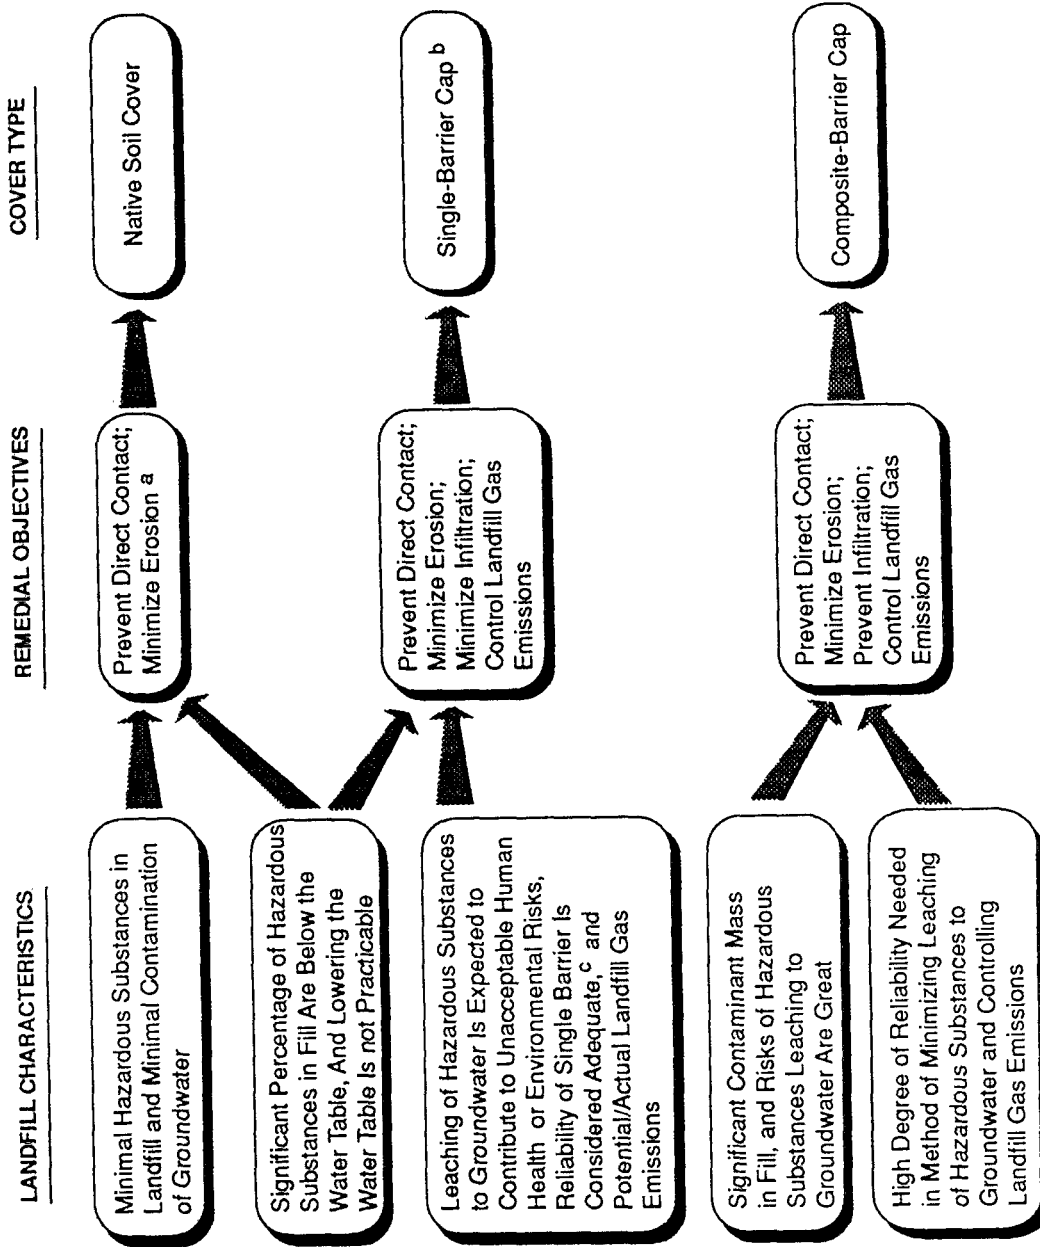 LANDFILL CHARACTERISTICS
REMEDIAL OBJECTIVES
COVER TYPE
Minimal Hazardous Substances in
Landfill and Minimal Contamination
of Groundwater
Prevent Direct Contact;
Minimize Erosion a
Native Soil Cover
Significant Percentage of Hazardous
Substances in Fill Are Below the
Water Table, And Lowering the
Water Table Is not Practicable
Leaching of Hazardous Substances
to Groundwater Is Expected to
Contribute to Unacceptable Human
Health or Environmental Risks,
Reliability of Single Barrier Is
Considered Adequate,c and
Potential/Actual Landfill Gas
Emissions
Prevent Direct Contact;
Minimize Erosion;
Minimize Infiltration;
Control Landfill Gas
Emissions
Single-Barrier Cap b
Significant Contaminant Mass
in Fill, and Risks of Hazardous
Substances Leaching to
Groundwater Are Great
High Degree of Reliability Needed
in Method of Minimizing Leaching
of Hazardous Substances to
Groundwater and Controlling
Landfill Gas Emissions
Prevent Direct Contact;
Minimize Erosion;
Prevent Infiltration;
Control Landfill Gas
Emissions
Composite-Barrier Cap